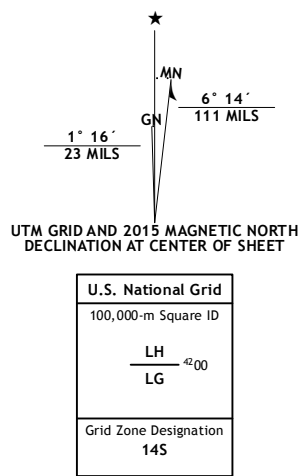 MN
6° 14´
111 MILS
GN
1° 16´
23 MILS
UTM GRID AND 2015 MAGNETIC NORTH
DECLINATION AT CENTER OF SHEET
U.S. National Grid
100,000-m Square ID
LH
4200
LG
Grid Zone Designation
14S